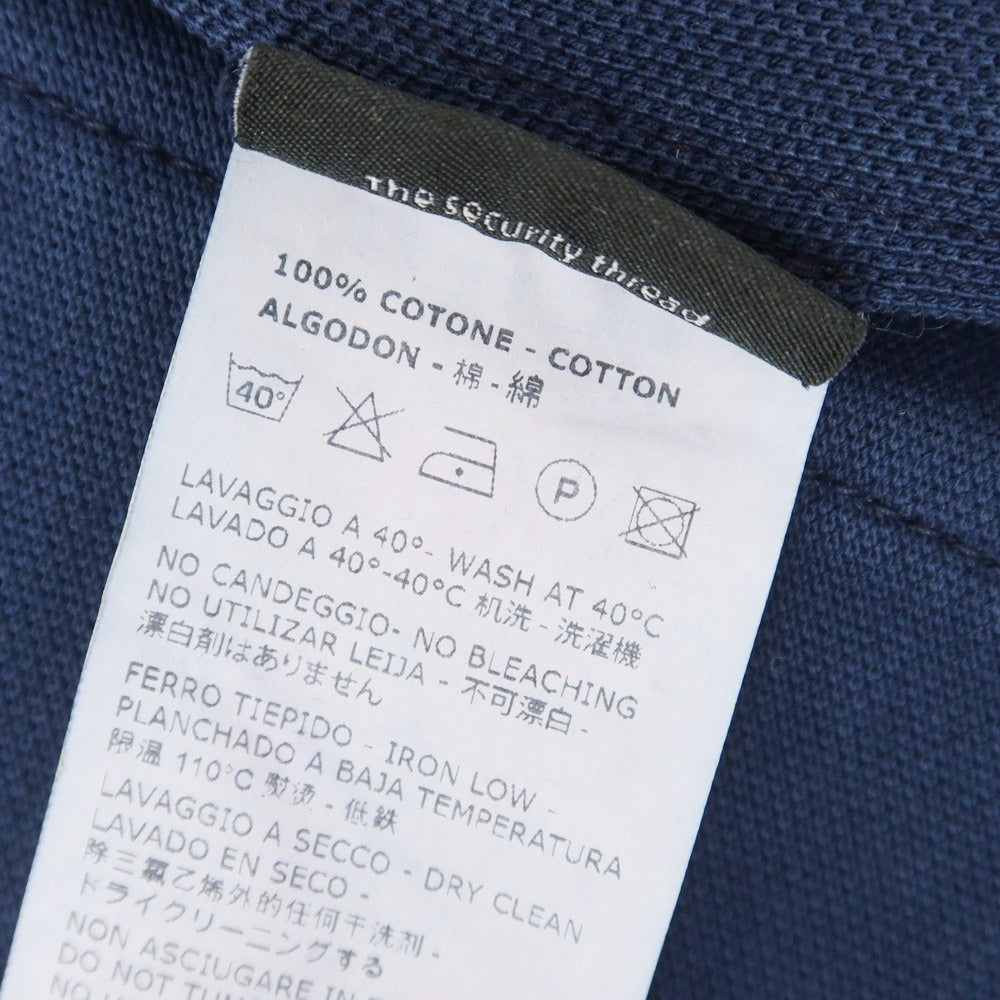 The security thread
100% COTONE - COTTON
ALGODON - 棉 - 綿
40°
P
LAVAGGIO A 40°- WASH AT 40°C
LAVADO A 40°-40°C 机洗 - 洗濯機
NO CANDEGGIO- NO BLEACHING
NO UTILIZAR LEIJA - 不可漂白 -
漂白剤はありません
FERRO TIEPIDO - IRON LOW -
PLANCHADO A BAJA TEMPERATURA
限温 110°C 熨烫 - 低鉄
LAVAGGIO A SECCO - DRY CLEAN
LAVADO EN SECO -
除三氯乙烯外的任何干洗剂 -
ドライクリーニングする
NON ASCIUGARE IN
DO NOT
NO